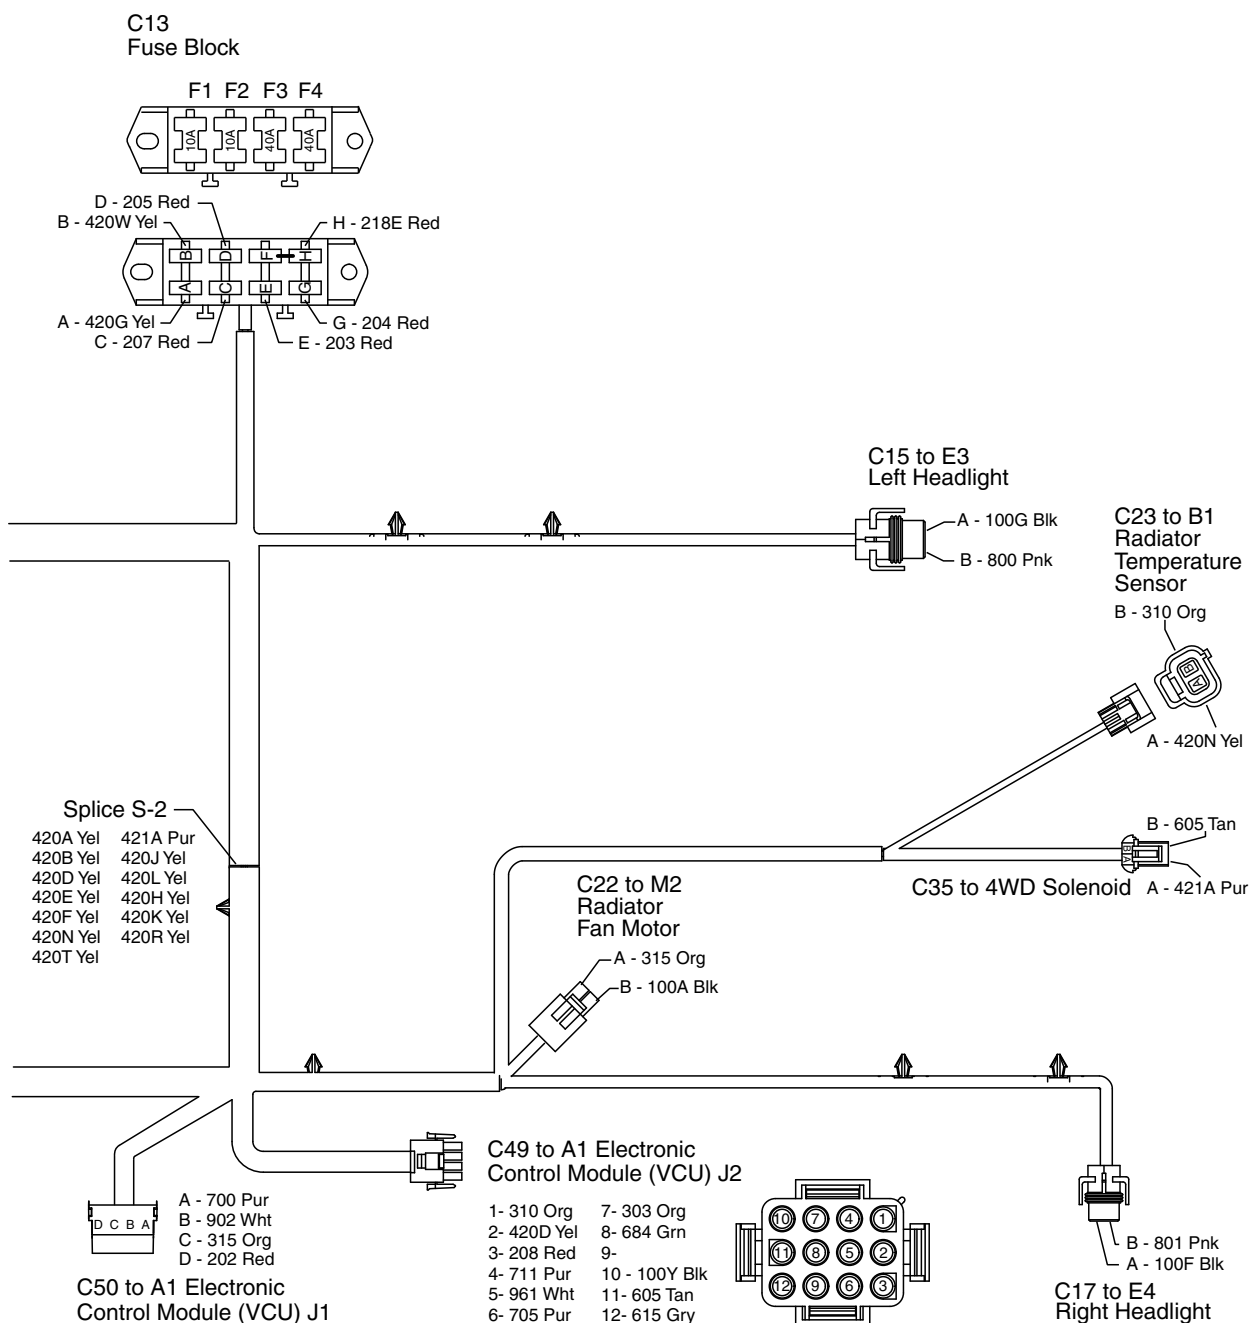 C13
Fuse Block
F1 F2 F3 F4
10A 10A 40A 40A
D - 205 Red
B - 420W Yel
H - 218E Red
B D F H
A C E G
A - 420G Yel
G - 204 Red
C - 207 Red
E - 203 Red
C15 to E3
Left Headlight
A - 100G Blk
B - 800 Pnk
C23 to B1
Radiator
Temperature
Sensor
B - 310 Org
A B
A - 420N Yel
Splice S-2
420A Yel 421A Pur
420B Yel 420J Yel
420D Yel 420L Yel
420E Yel 420H Yel
420F Yel 420K Yel
420N Yel 420R Yel
420T Yel
B - 605 Tan
B A
C35 to 4WD Solenoid
A - 421A Pur
C22 to M2
Radiator
Fan Motor
A - 315 Org
B - 100A Blk
D C B A
A - 700 Pur
B - 902 Wht
C - 315 Org
D - 202 Red
C50 to A1 Electronic
Control Module (VCU) J1
C49 to A1 Electronic
Control Module (VCU) J2
1- 310 Org 7- 303 Org
2- 420D Yel 8- 684 Grn
3- 208 Red 9-
4- 711 Pur 10 - 100Y Blk
5- 961 Wht 11- 605 Tan
6- 705 Pur 12- 615 Gry
10 7 4 1
11 8 5 2
12 9 6 3
B - 801 Pnk
A - 100F Blk
C17 to E4
Right Headlight